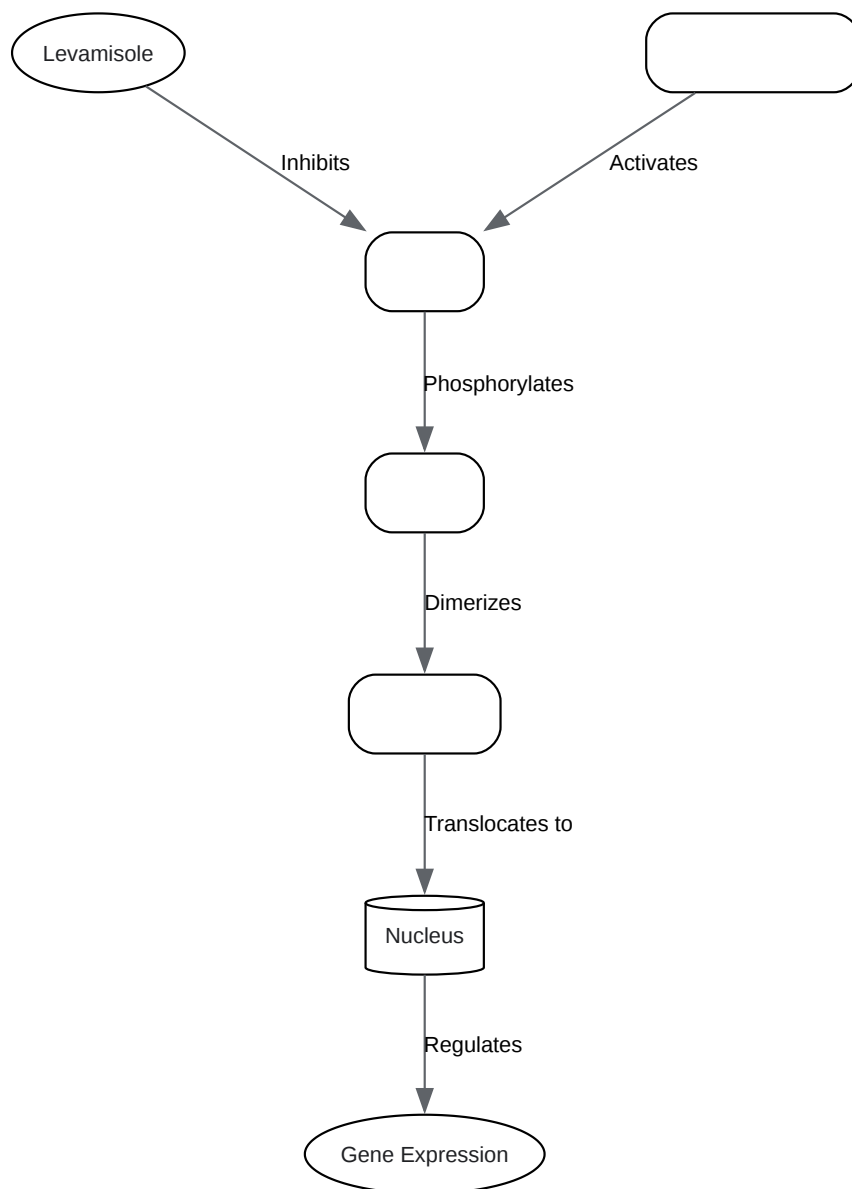 Levamisole
Inhibits
Activates
Phosphorylates
Dimerizes
Translocates to
Nucleus
Regulates
Gene Expression